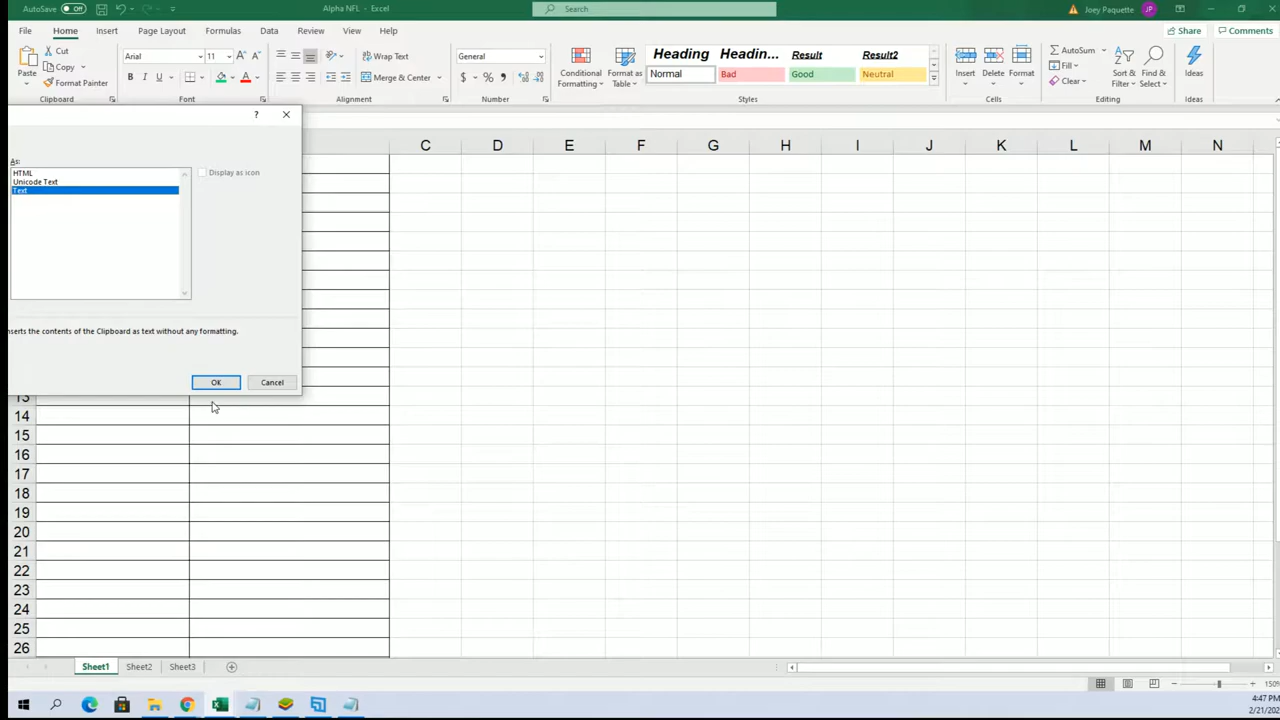 AutoSave Off Alpha NFL - Excel Search Joey Paquette JP
File Home Insert Page Layout Formulas Data Review View Help Share Comments
Paste Cut Copy Format Painter
Arial 11
B I U
Wrap Text
Merge & Center
General
Conditional Formatting
Format as Table
Heading Headin... Result Result2
Normal Bad Good Neutral
Insert Delete Format
AutoSum
Fill
Clear
Sort & Filter
Find & Select
Ideas
Clipboard Font Alignment Number Styles Cells Editing Ideas
C D E F G H I J K L M N
As:
HTML
Unicode Text
Text
Display as icon
nserts the contents of the Clipboard as text without any formatting.
OK Cancel
13
14
15
16
17
18
19
20
21
22
23
24
25
26
Sheet1 Sheet2 Sheet3
150%
4:47 PM
2/21/202